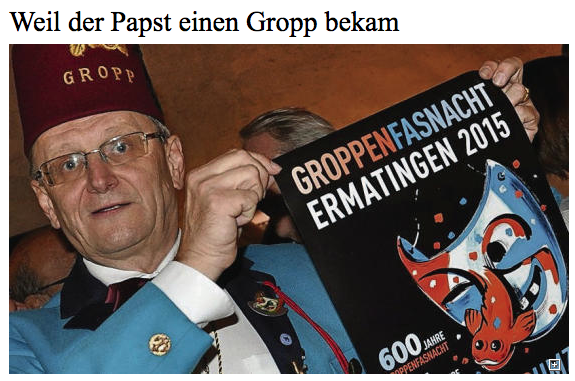 Weil der Papst einen Gropp bekam
GROPP
GROPPENFASNACHT
ERMATINGEN 2015
600 JAHRE
GROPPENFASNACHT